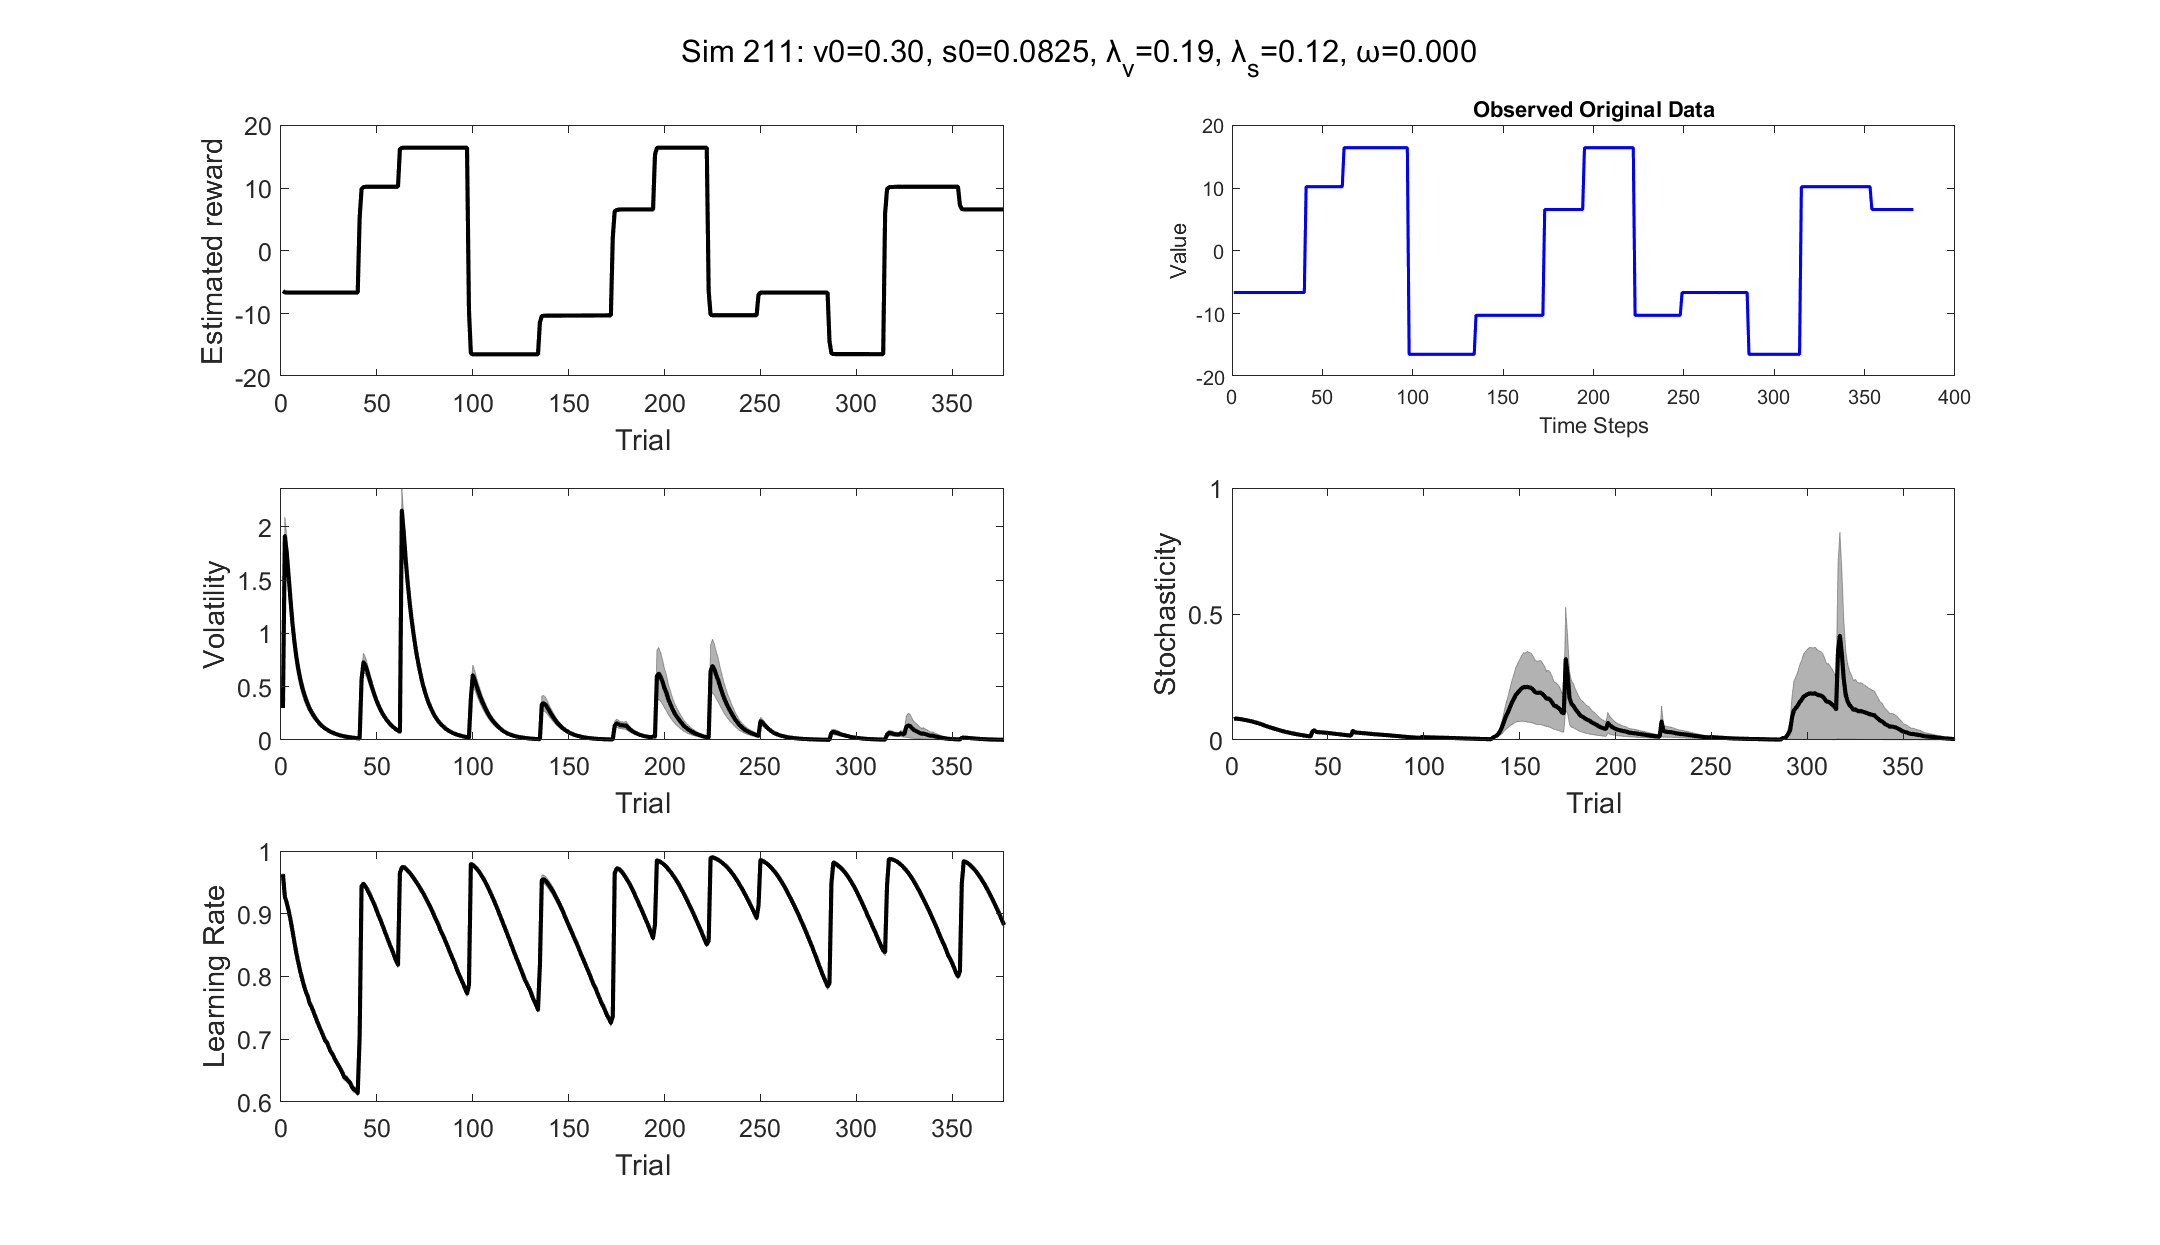 Sim 211: v0=0.30, s0=0.0825, λv=0.19, λs=0.12, ω=0.000
20
10
0
-10
-20
Estimated reward
0 50 100 150 200 250 300 350
Trial
Observed Original Data
20
10
0
-10
-20
Value
0 50 100 150 200 250 300 350 400
Time Steps
2
1.5
1
0.5
0
Volatility
0 50 100 150 200 250 300 350
Trial
1
0.5
0
Stochasticity
0 50 100 150 200 250 300 350
Trial
1
0.9
0.8
0.7
0.6
Learning Rate
0 50 100 150 200 250 300 350
Trial